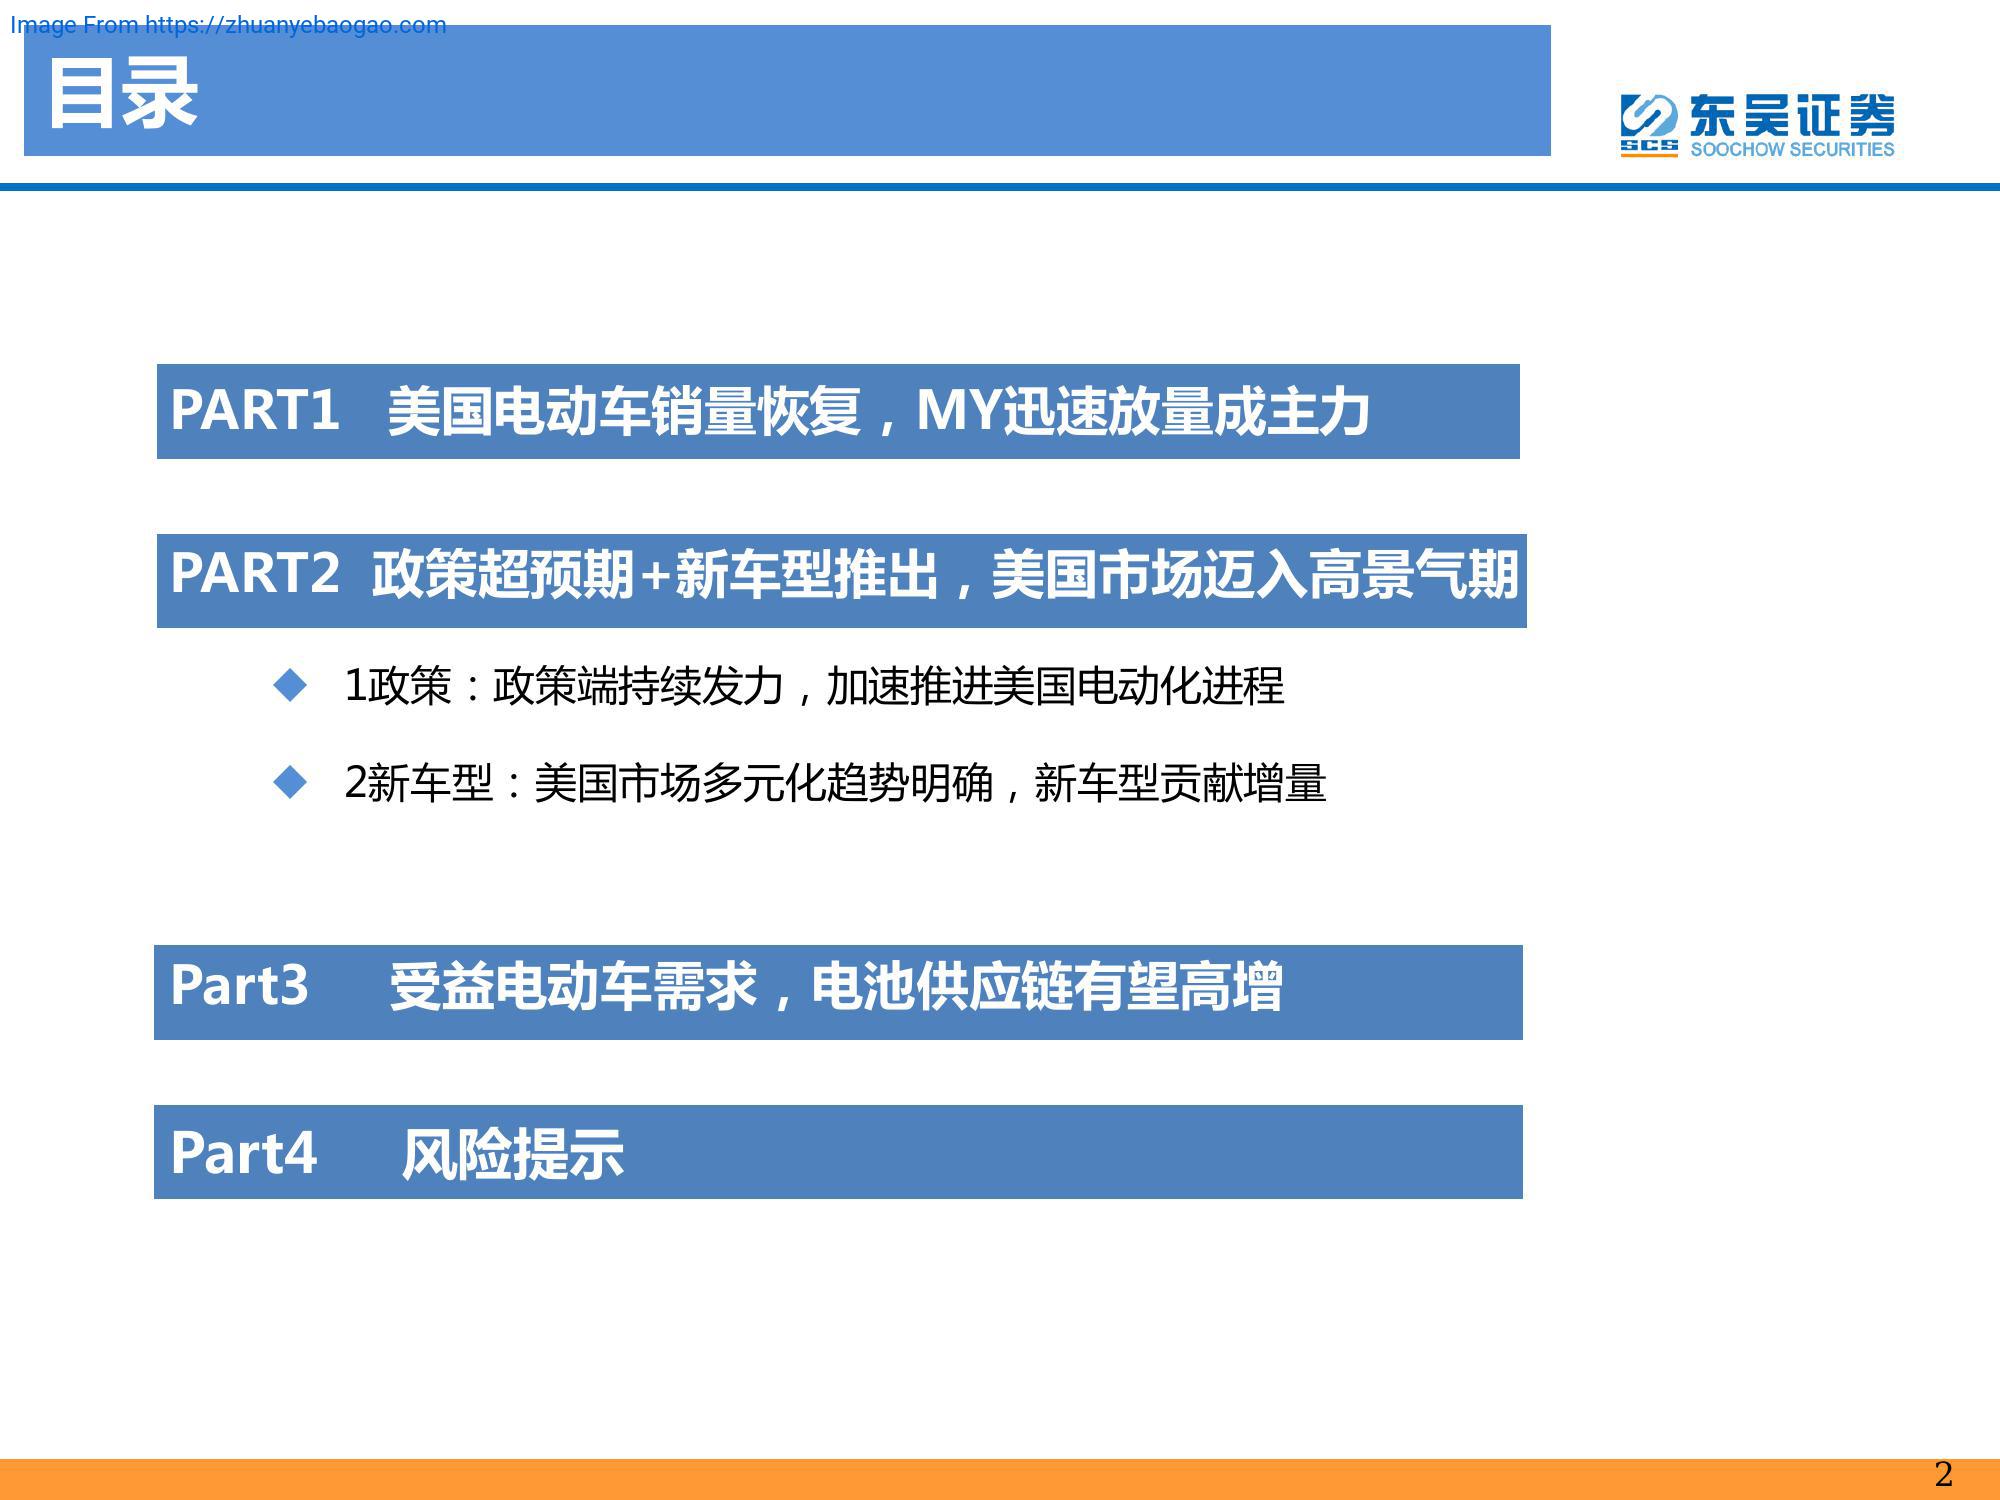 Image From https://zhuanyebaogao.com
目录
东吴证券
SCS
SOOCHOW SECURITIES
PART1 美国电动车销量恢复，MY迅速放量成主力
PART2 政策超预期+新车型推出，美国市场迈入高景气期
1政策：政策端持续发力，加速推进美国电动化进程
2新车型：美国市场多元化趋势明确，新车型贡献增量
Part3 受益电动车需求，电池供应链有望高增
Part4 风险提示
2